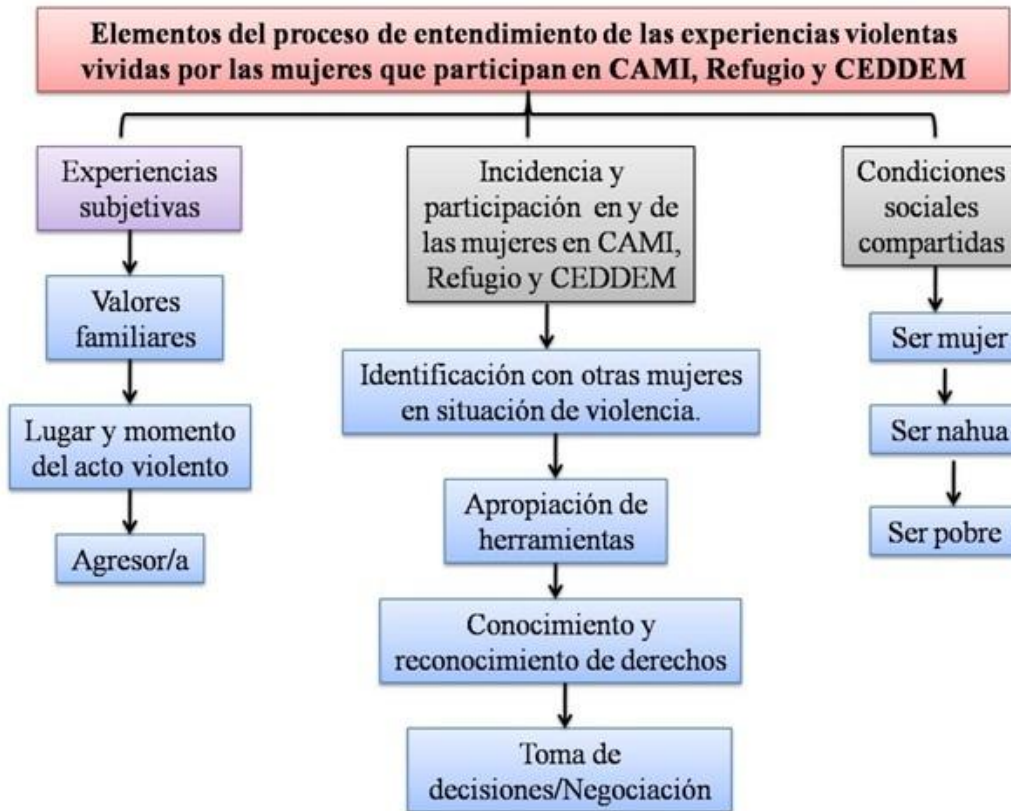 Elementos del proceso de entendimiento de las experiencias violentas
vividas por las mujeres que participan en CAMI, Refugio y CEDDEM
Experiencias
subjetivas
Valores
familiares
Lugar y momento
del acto violento
Agresor/a
Incidencia y
participación en y de
las mujeres en CAMI,
Refugio y CEDDEM
Identificación con otras mujeres
en situación de violencia.
Apropiación de
herramientas
Conocimiento y
reconocimiento de derechos
Toma de
decisiones/Negociación
Condiciones
sociales
compartidas
Ser mujer
Ser nahua
Ser pobre